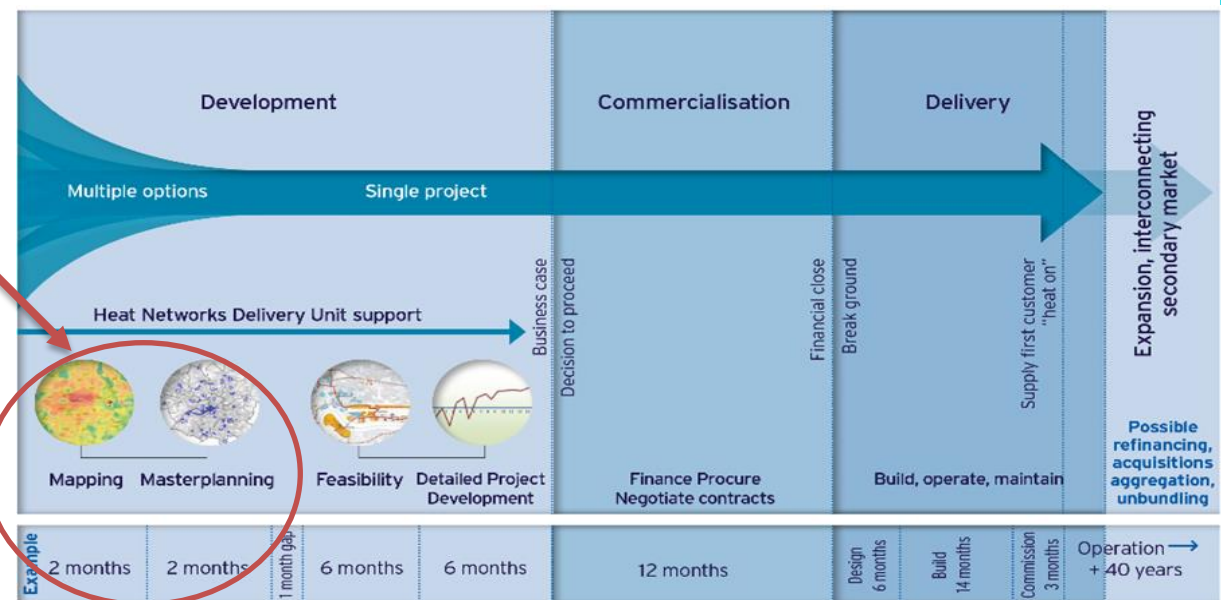 Development
Commercialisation
Delivery
Multiple options
Single project
Heat Networks Delivery Unit support
Business case
Decision to proceed
Financial close
Break ground
Supply first customer
"heat on"
Expansion, interconnecting
secondary market
Mapping
Masterplanning
Feasibility
Detailed Project
Development
Finance Procure
Negotiate contracts
Build, operate, maintain
Possible
refinancing,
acquisitions
aggregation,
unbundling
Example
2 months
2 months
1 month gap
6 months
6 months
12 months
Design
6 months
Build
14 months
Commission
3 months
Operation →
+ 40 years